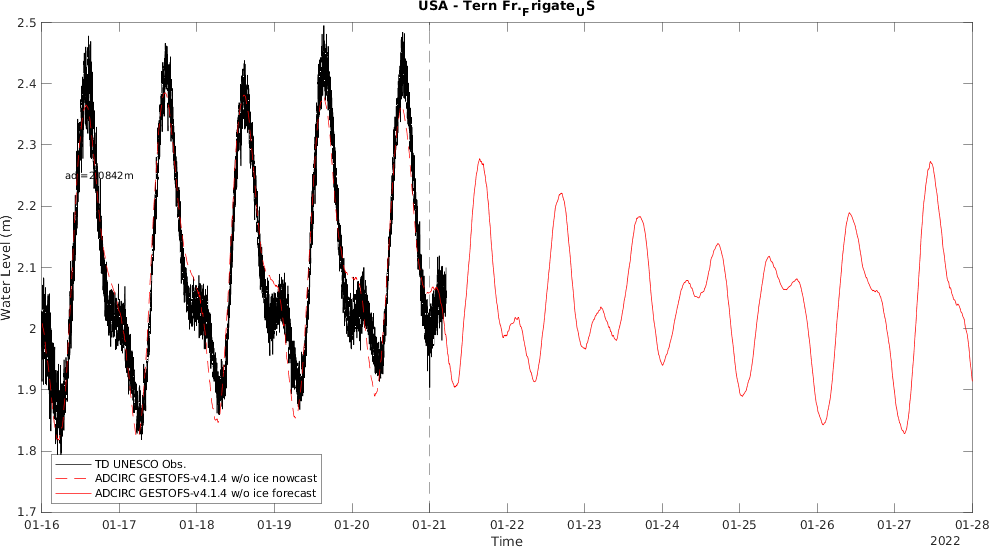 USA - Tern Fr.FrigateUS
2.5
2.4
2.3
2.2
2.1
2
1.9
1.8
1.7
Water Level (m)
adj=2.0842m
TD UNESCO Obs.
ADCIRC GESTOFS-v4.1.4 w/o ice nowcast
ADCIRC GESTOFS-v4.1.4 w/o ice forecast
01-16 01-17 01-18 01-19 01-20 01-21 01-22 01-23 01-24 01-25 01-26 01-27 01-28
Time
2022